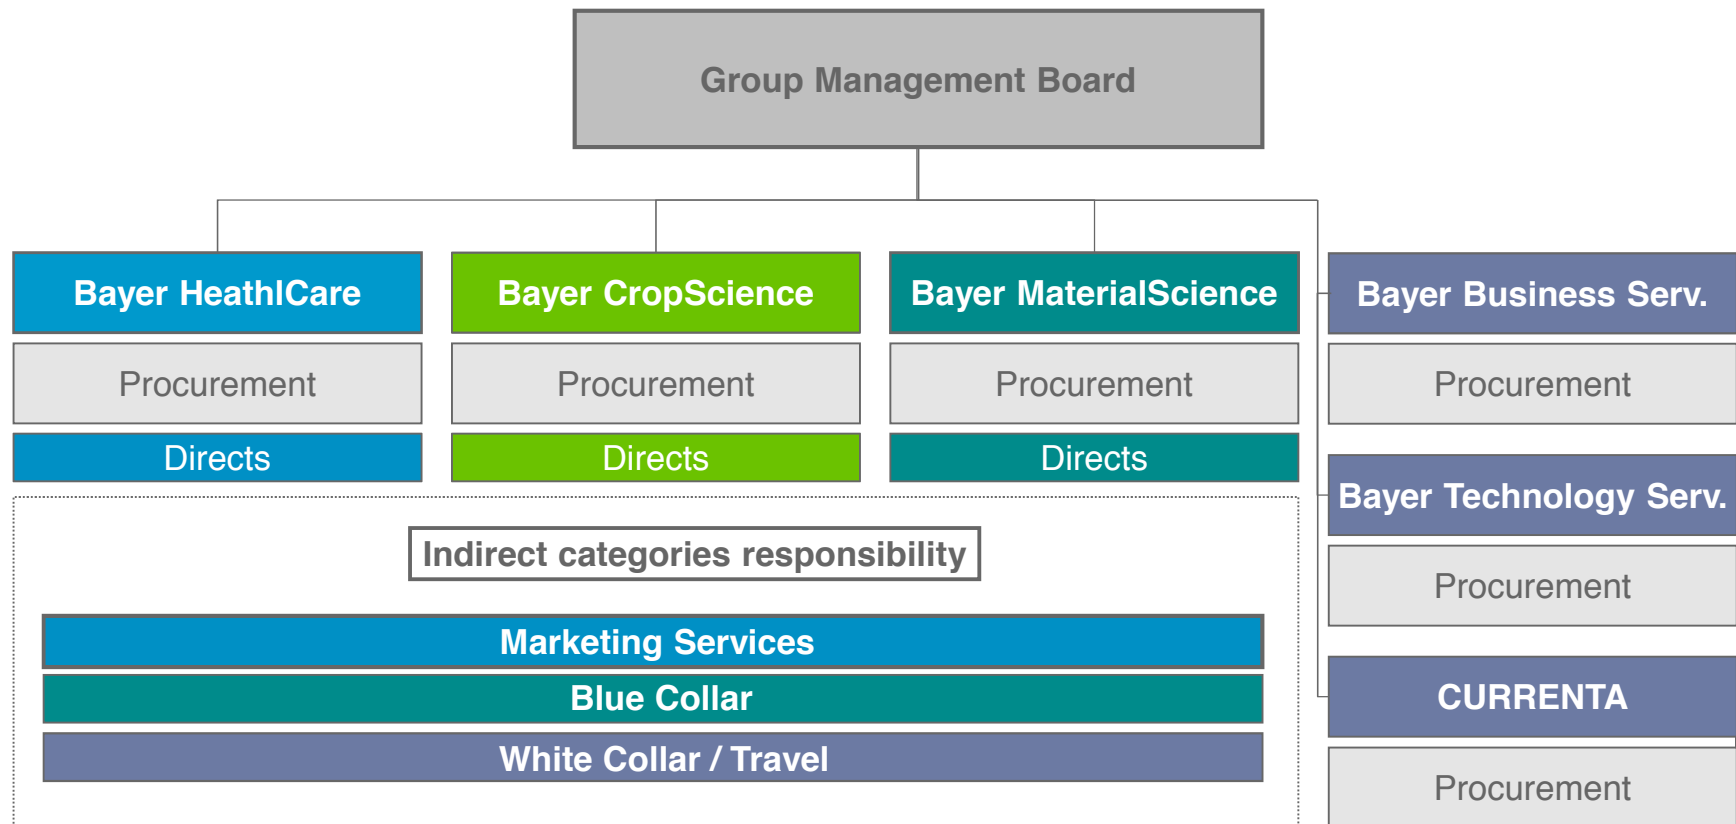 Group Management Board
Bayer HeathlCare
Bayer CropScience
Bayer MaterialScience
Bayer Business Serv.
Procurement
Procurement
Procurement
Procurement
Directs
Directs
Directs
Bayer Technology Serv.
Indirect categories responsibility
Procurement
Marketing Services
Blue Collar
CURRENTA
White Collar / Travel
Procurement